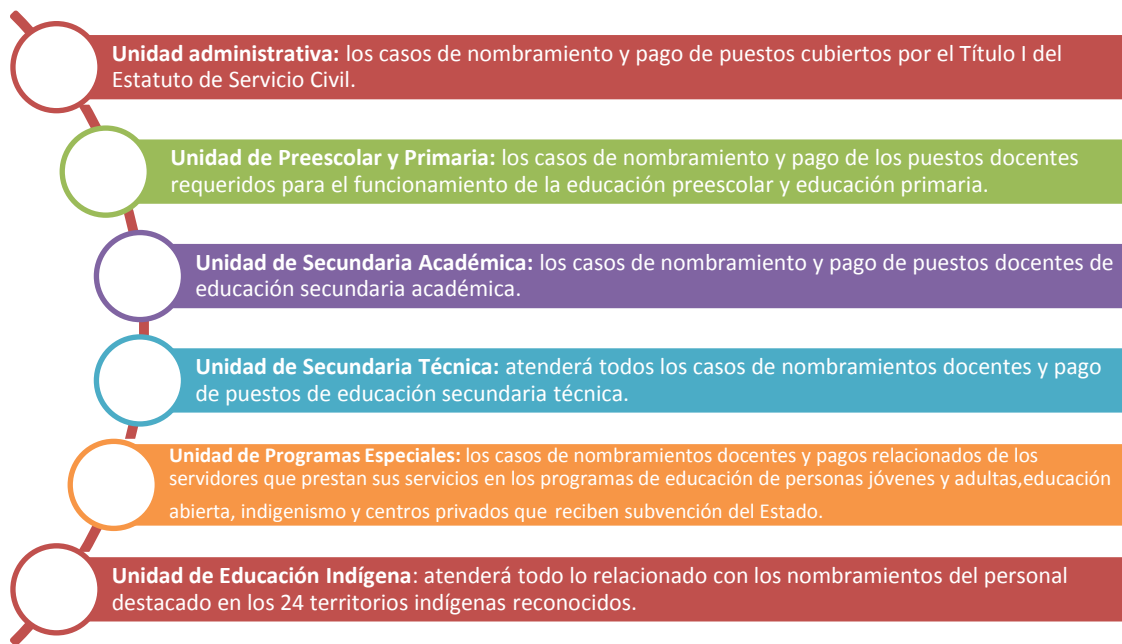 Unidad administrativa: los casos de nombramiento y pago de puestos cubiertos por el Título I del
Estatuto de Servicio Civil.
Unidad de Preescolar y Primaria: los casos de nombramiento y pago de los puestos docentes
requeridos para el funcionamiento de la educación preescolar y educación primaria.
Unidad de Secundaria Académica: los casos de nombramiento y pago de puestos docentes de
educación secundaria académica.
Unidad de Secundaria Técnica: atenderá todos los casos de nombramientos docentes y pago
de puestos de educación secundaria técnica.
Unidad de Programas Especiales: los casos de nombramientos docentes y pagos relacionados de los
servidores que prestan sus servicios en los programas de educación de personas jóvenes y adultas,educación
abierta, indigenismo y centros privados que reciben subvención del Estado.
Unidad de Educación Indígena: atenderá todo lo relacionado con los nombramientos del personal
destacado en los 24 territorios indígenas reconocidos.